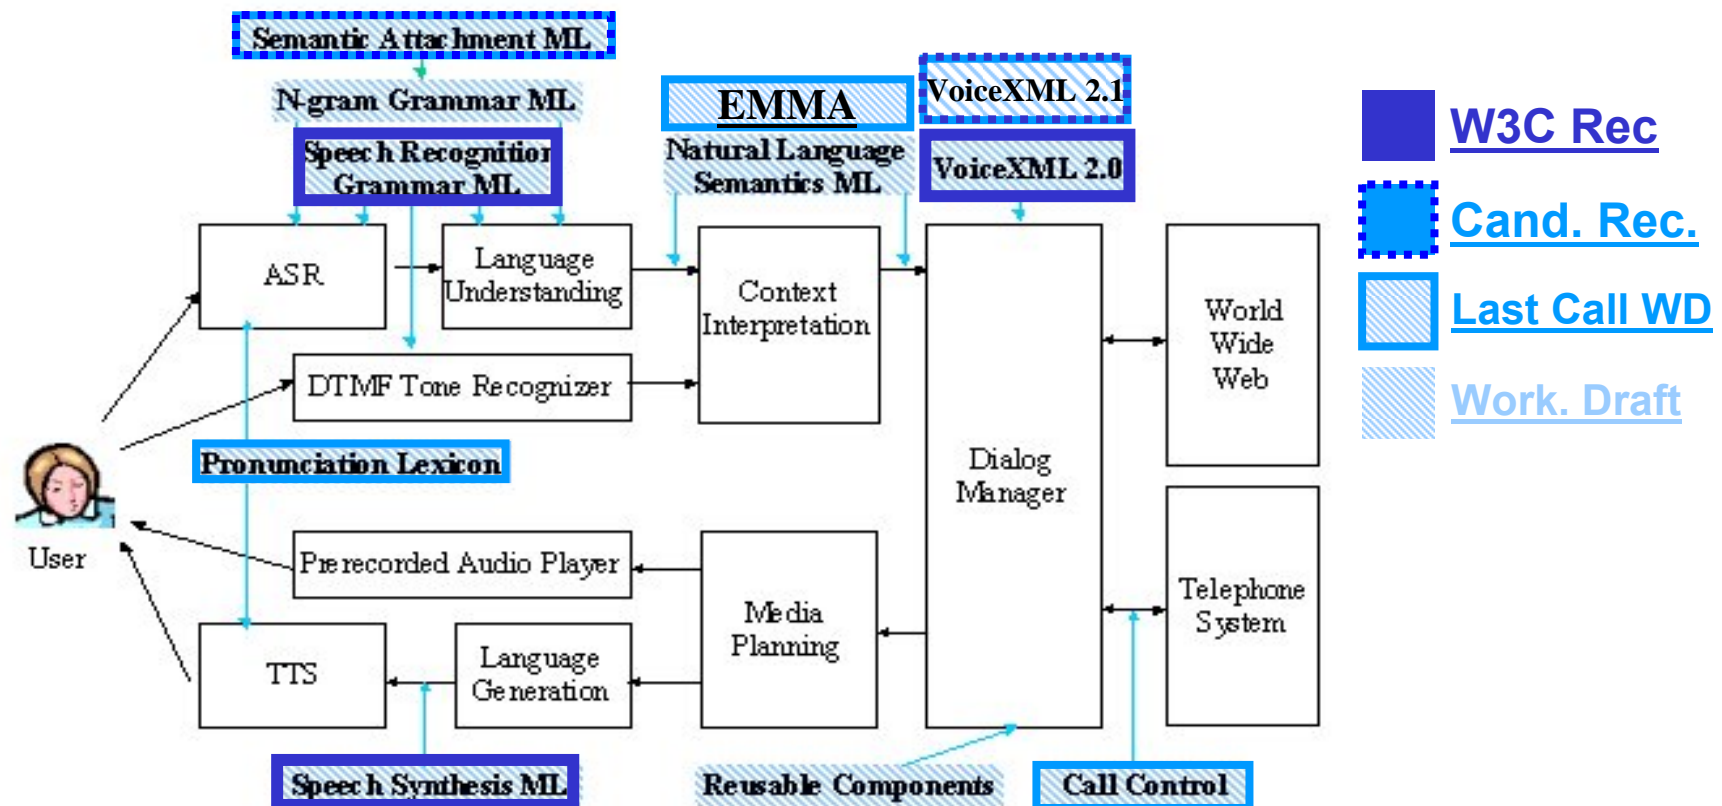 Semantic Attachment ML
N-gram Grammar ML
Speech Recognition
Grammar ML
EMMA
Natural Language
Semantics ML
VoiceXML 2.1
VoiceXML 2.0
W3C Rec
Cand. Rec.
Last Call WD
Work. Draft
ASR
Language
Understanding
Context
Interpretation
World
Wide
Web
DTMF Tone Recognizer
Pronunciation Lexicon
Dialog
Manager
User
Prerecorded Audio Player
Media
Planning
Telephone
System
TTS
Language
Generation
Speech Synthesis ML
Reusable Components
Call Control